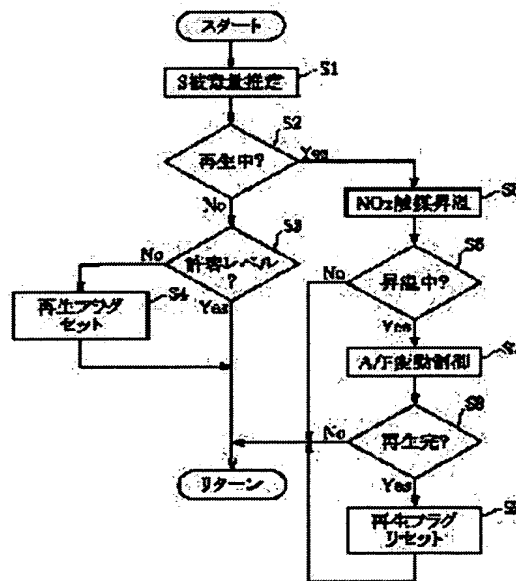 スタート
S被毒量推定
S1
再生中?
S2
Yes
No
許容レベル
?
S3
No
Yes
再生フラグ
セット
S4
NOx触媒昇温
昇温中?
S6
No
Yes
A/F変動制御
再生完?
S8
No
Yes
再生フラグ
リセット
リターン